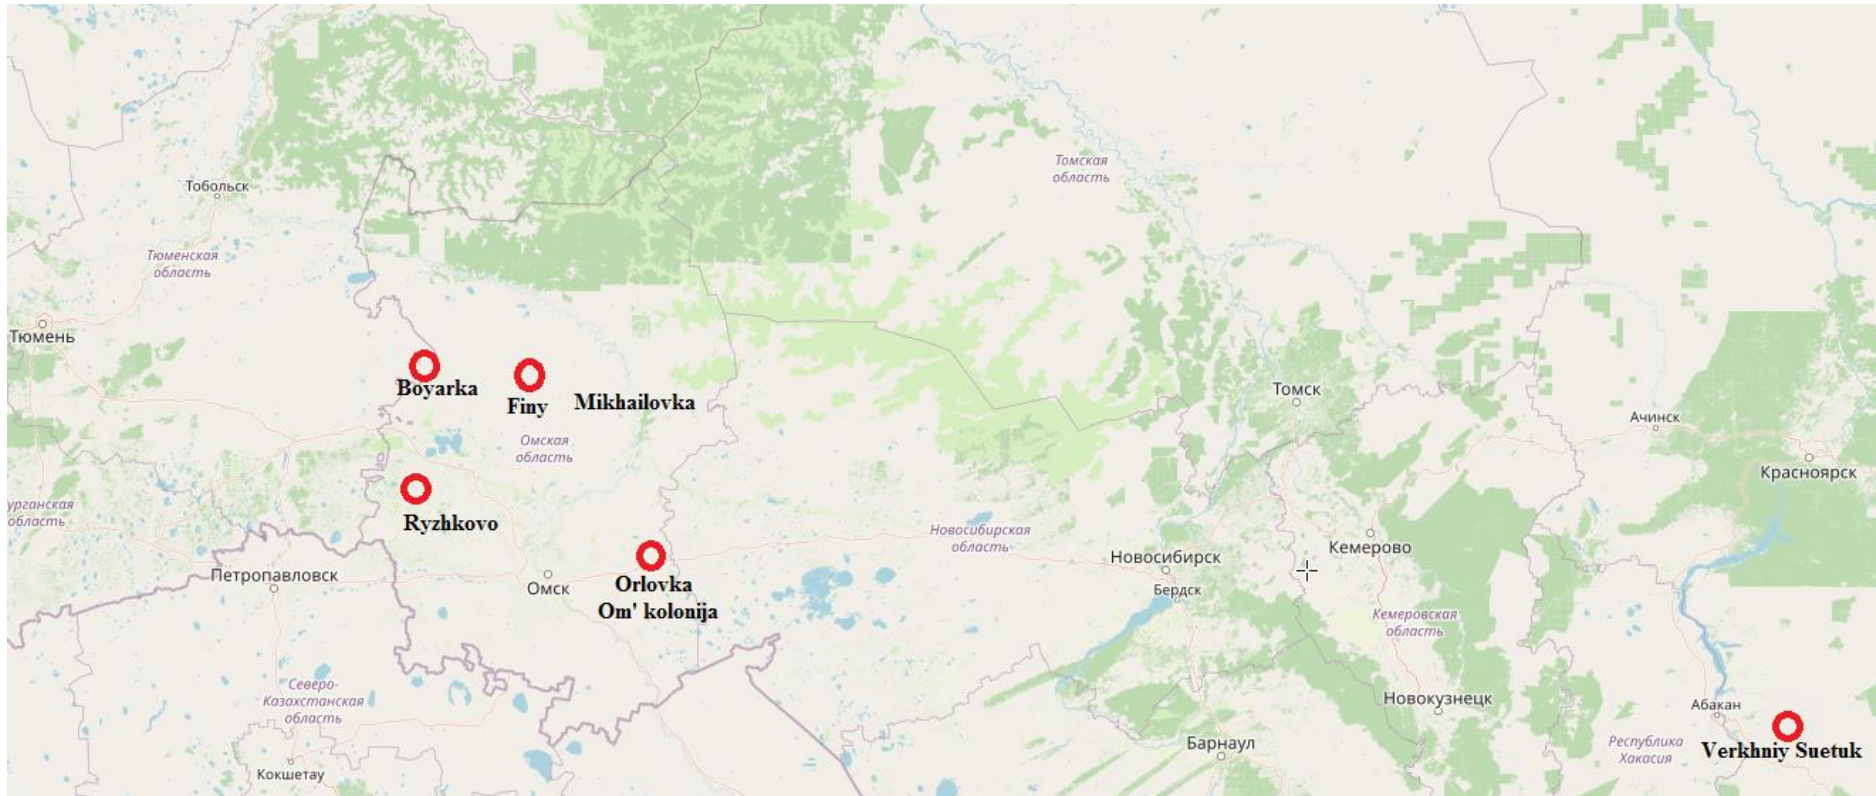 Томская
область
Тобольск
Тюменская
область
Тюмень
Boyarka
Finy
Mikhailovka
Томск
Ачинск
Омская
область
Красноярск
урганская
область
Ryzhkovo
Новосибирская
область
Новосибирск
Кемерово
Петропавловск
Омск
Orlovka
Om' kolonija
Бердск
Кемеровская
область
Северо-
Казахстанская
область
Новокузнецк
Абакан
Барнаул
Республика
Хакасия
Verkhniy Suetuk
Кокшетау